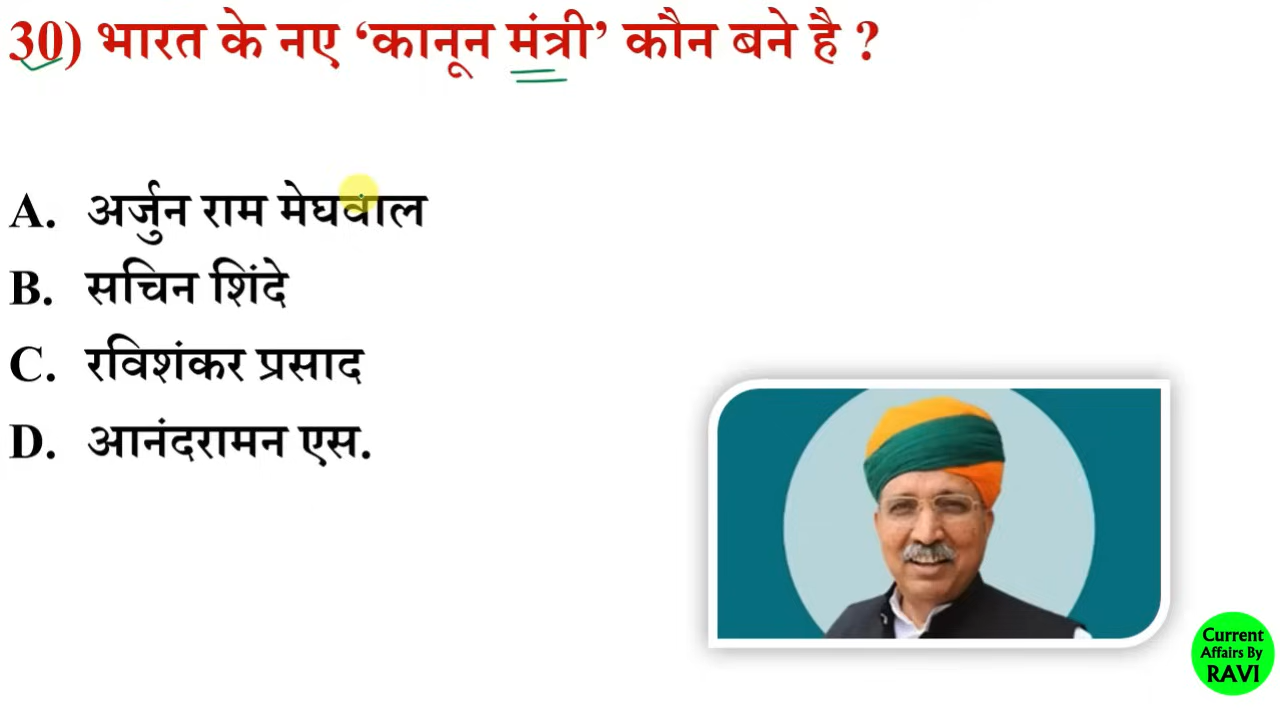 30) भारत के नए ‘कानून मंत्री’ कौन बने है ?
A. अर्जुन राम मेघवाल
B. सचिन शिंदे
C. रविशंकर प्रसाद
D. आनंदरामन एस.
Current
Affairs By
RAVI